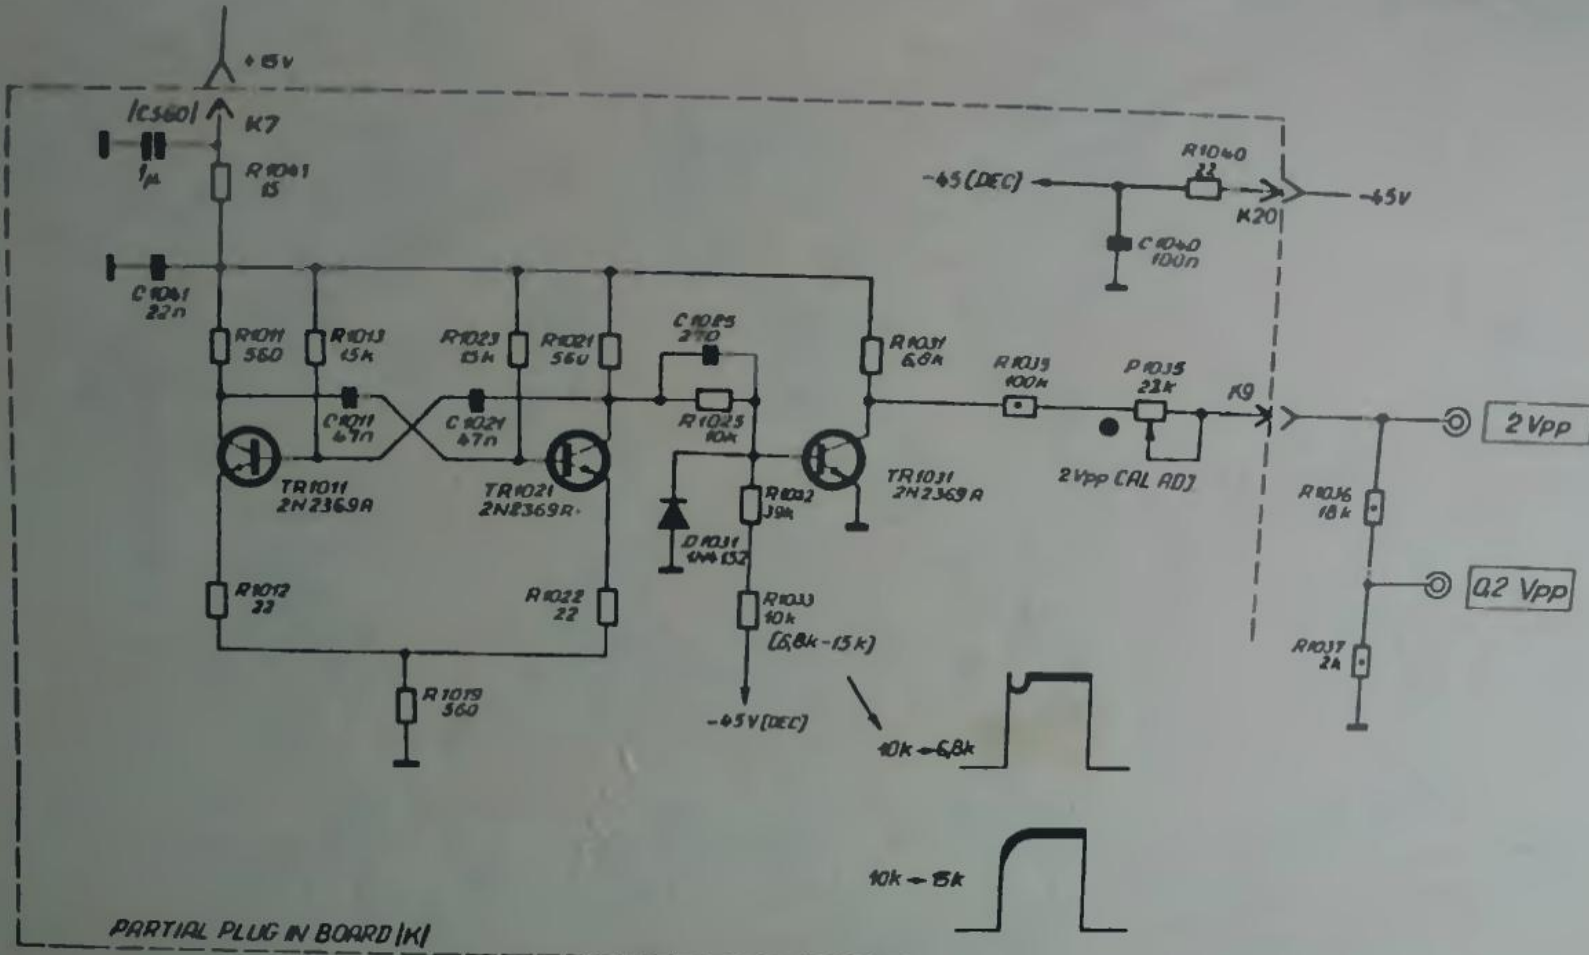 +15V
/C560/
K7
1µ
R1041
15
R1040
22
-45(DEC)
K20
-45V
C1040
100n
C1041
22n
R1011
560
R1013
15k
R1023
15k
R1021
560
C1025
270
R1031
6,8k
R1035
100k
P1035
K9
2 Vpp
C1011
47n
C1021
47n
R1025
10k
TR1011
2N2369A
TR1021
2N2369A
R1032
39k
TR1031
2N2369A
2Vpp CAL ADJ
R1036
18k
D1031
1N4152
R1012
22
R1022
22
R1033
10k
(6,8k-15k)
0.2 Vpp
R1037
2k
R1019
560
-45V(DEC)
10k→6,8k
10k→15k
PARTIAL PLUG IN BOARD /K/